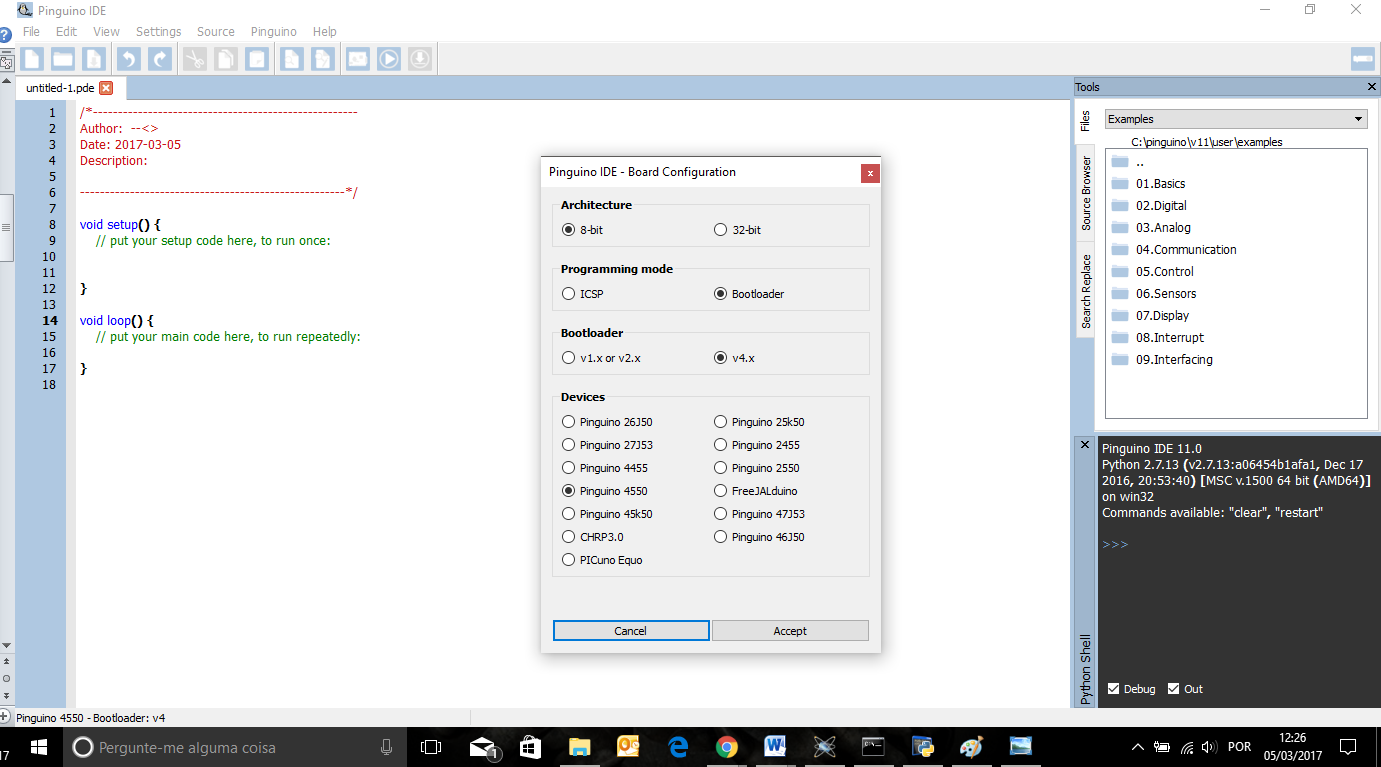 Pinguino IDE
File Edit View Settings Source Pinguino Help
untitled-1.pde
1 /*-----------------------------------------------------
2 Author: --<>
3 Date: 2017-03-05
4 Description:
5
6 -----------------------------------------------------*/
7
8 void setup() {
9 // put your setup code here, to run once:
10
11
12 }
13
14 void loop() {
15 // put your main code here, to run repeatedly:
16
17 }
18
Pinguino IDE - Board Configuration
x
Architecture
8-bit 32-bit
Programming mode
ICSP Bootloader
Bootloader
v1.x or v2.x v4.x
Devices
Pinguino 26J50 Pinguino 25k50
Pinguino 27J53 Pinguino 2455
Pinguino 4455 Pinguino 2550
Pinguino 4550 FreeJALduino
Pinguino 45k50 Pinguino 47J53
CHRP3.0 Pinguino 46J50
PICuno Equo
Cancel Accept
Tools
Files
Source Browser
Search Replace
Examples
C:\pinguino\v11\user\examples
..
01.Basics
02.Digital
03.Analog
04.Communication
05.Control
06.Sensors
07.Display
08.Interrupt
09.Interfacing
Python Shell
Pinguino IDE 11.0
Python 2.7.13 (v2.7.13:a06454b1afa1, Dec 17
2016, 20:53:40) [MSC v.1500 64 bit (AMD64)]
on win32
Commands available: "clear", "restart"
>>>
Debug Out
Pinguino 4550 - Bootloader: v4
17
Pergunte-me alguma coisa
1
POR
12:26
05/03/2017